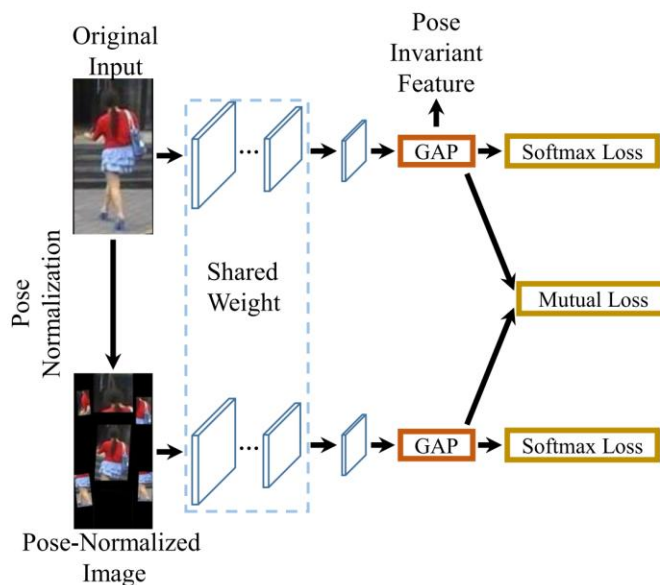 Original
Input
Pose
Invariant
Feature
...
GAP
Softmax Loss
Pose
Normalization
Shared
Weight
Mutual Loss
...
GAP
Softmax Loss
Pose-Normalized
Image